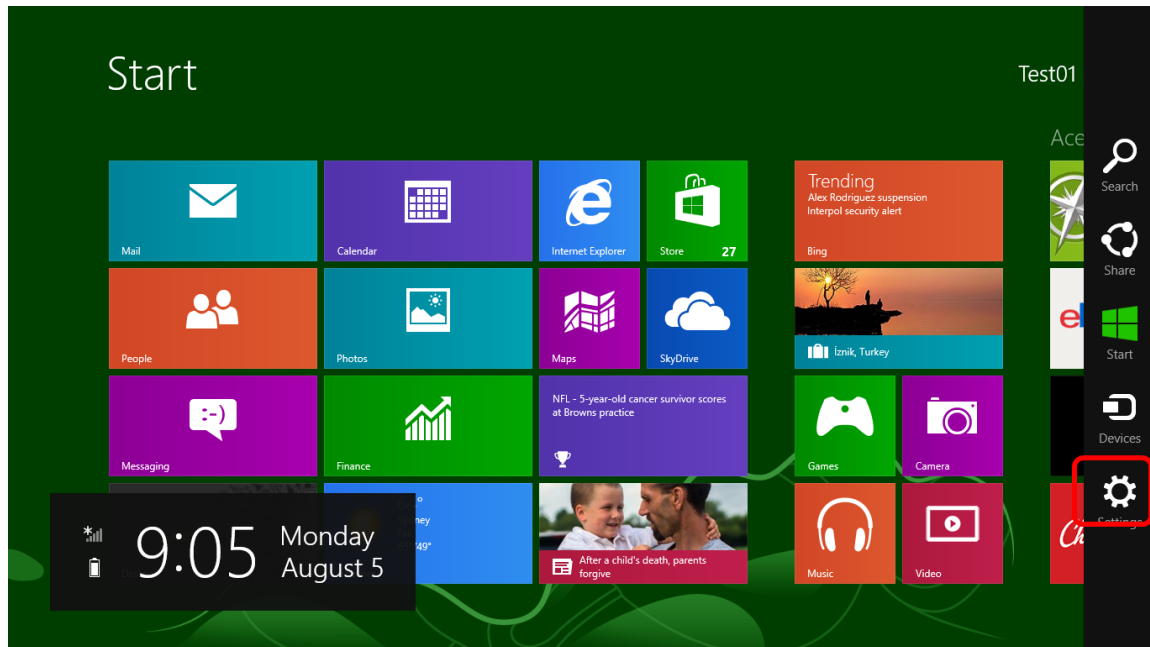 Start
Test01
Ace
Mail
Calendar
Internet Explorer
Store
27
Trending
Alex Rodriguez suspension
Interpol security alert
Bing
Search
Share
People
Photos
Maps
SkyDrive
İznik, Turkey
Start
Messaging
:-)
Finance
NFL - 5-year-old cancer survivor scores
at Browns practice
Games
Camera
Devices
Settings
9:05
Monday
August 5
After a child's death, parents
forgive
Music
Video